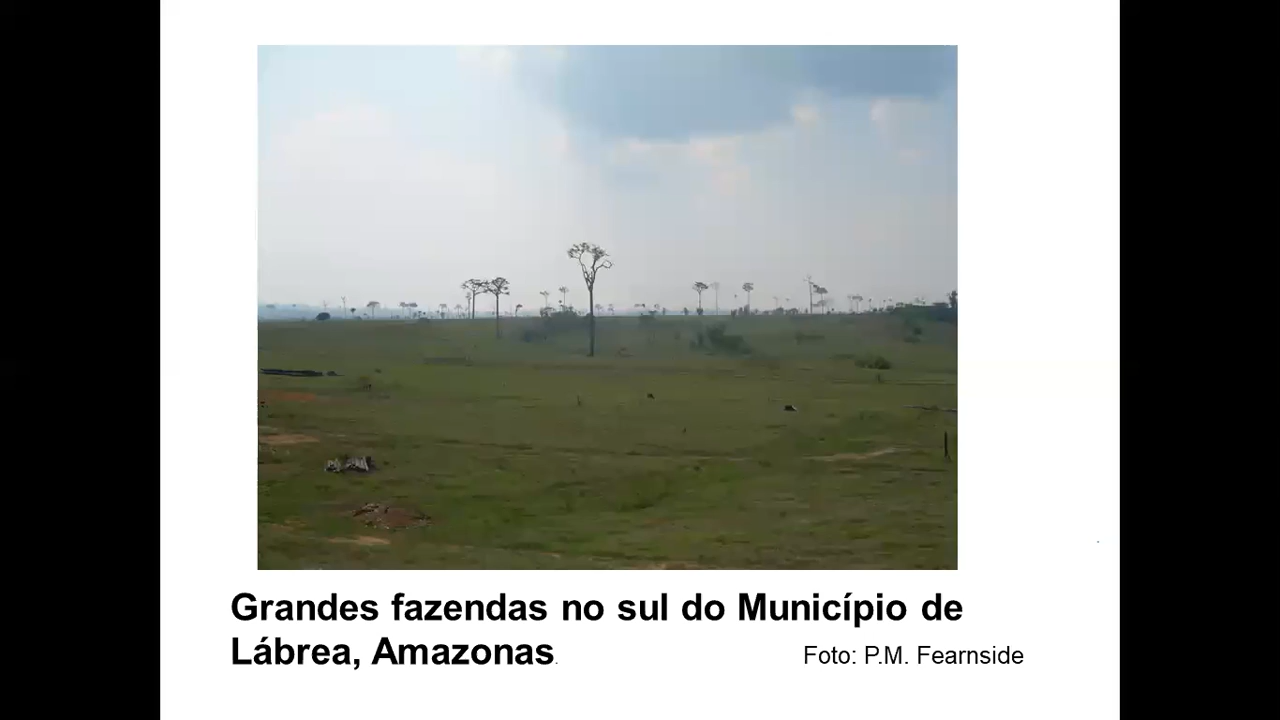 Grandes fazendas no sul do Município de
Lábrea, Amazonas. Foto: P.M. Fearnside